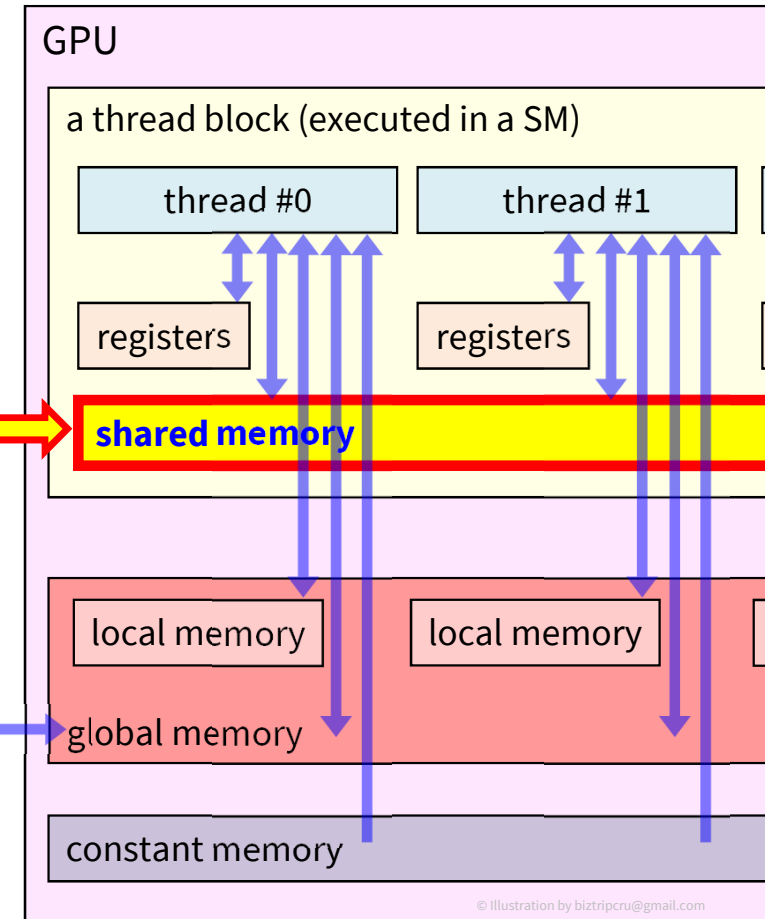 GPU
a thread block (executed in a SM)
thread #0
thread #1
registers
registers
shared memory
local memory
local memory
global memory
constant memory
© Illustration by biztripcru@gmail.com